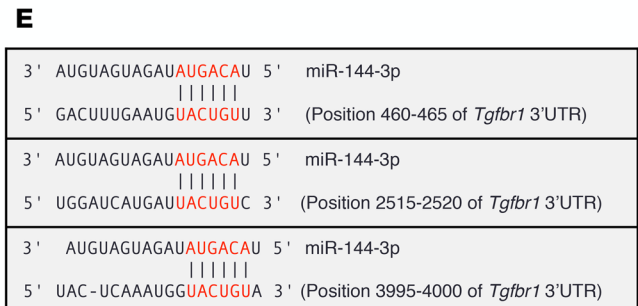 E
3' AUGUAGUAGAUAUGACAU 5' miR-144-3p
||||||
5' GACUUUGAAUGUACUGUU 3' (Position 460-465 of Tgfbr1 3'UTR)
3' AUGUAGUAGAUAUGACAU 5' miR-144-3p
||||||
5' UGGAUCAUGAUUACUGUC 3' (Position 2515-2520 of Tgfbr1 3'UTR)
3' AUGUAGUAGAUAUGACAU 5' miR-144-3p
||||||
5' UAC-UCAAAUGGUACUGUA 3' (Position 3995-4000 of Tgfbr1 3'UTR)